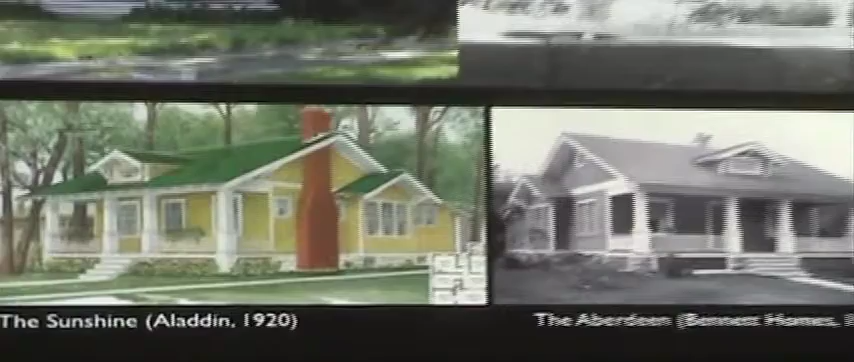 The Sunshine (Aladdin, 1920)
The Aberdeen (Bennett Homes,